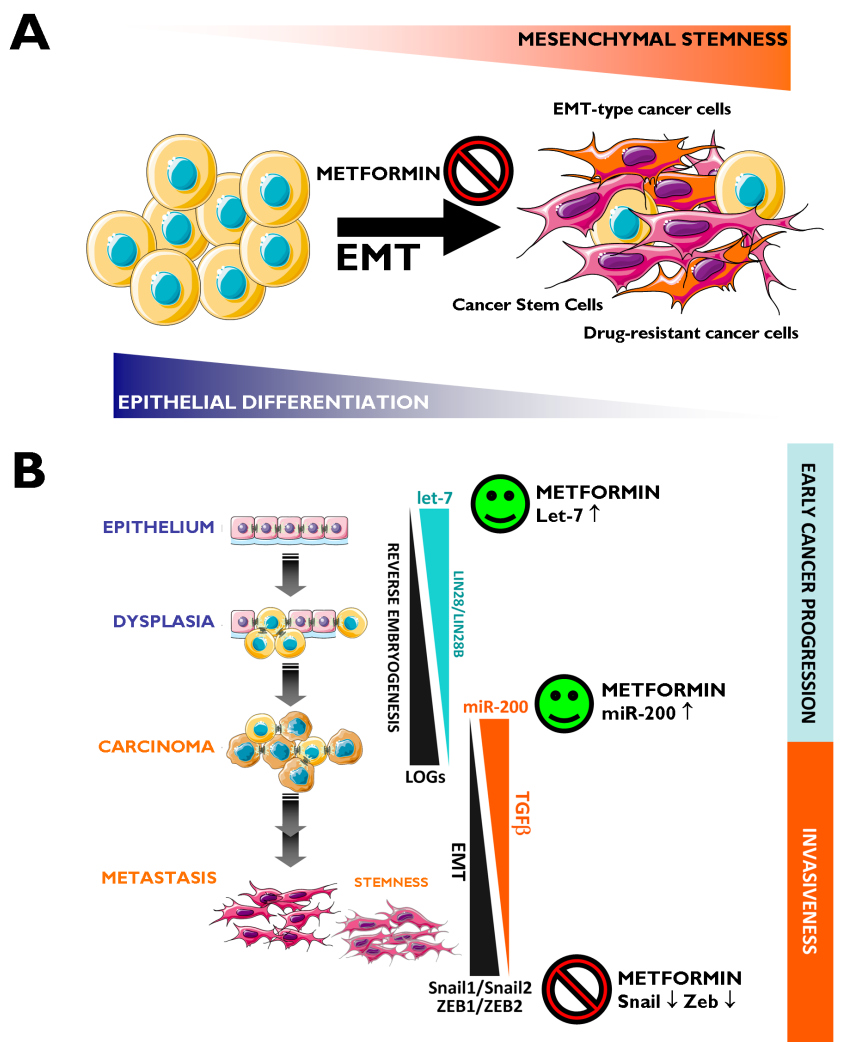 A
MESENCHYMAL STEMNESS
EMT-type cancer cells
METFORMIN
EMT
Cancer Stem Cells
Drug-resistant cancer cells
EPITHELIAL DIFFERENTIATION
B
EARLY CANCER PROGRESSION
INVASIVENESS
EPITHELIUM
DYSPLASIA
CARCINOMA
METASTASIS
STEMNESS
let-7
REVERSE EMBRYOGENESIS
LIN28/LIN28B
LOGs
METFORMIN
Let-7 ↑
miR-200
METFORMIN
miR-200 ↑
EMT
TGFβ
Snail1/Snail2
ZEB1/ZEB2
METFORMIN
Snail ↓ Zeb ↓